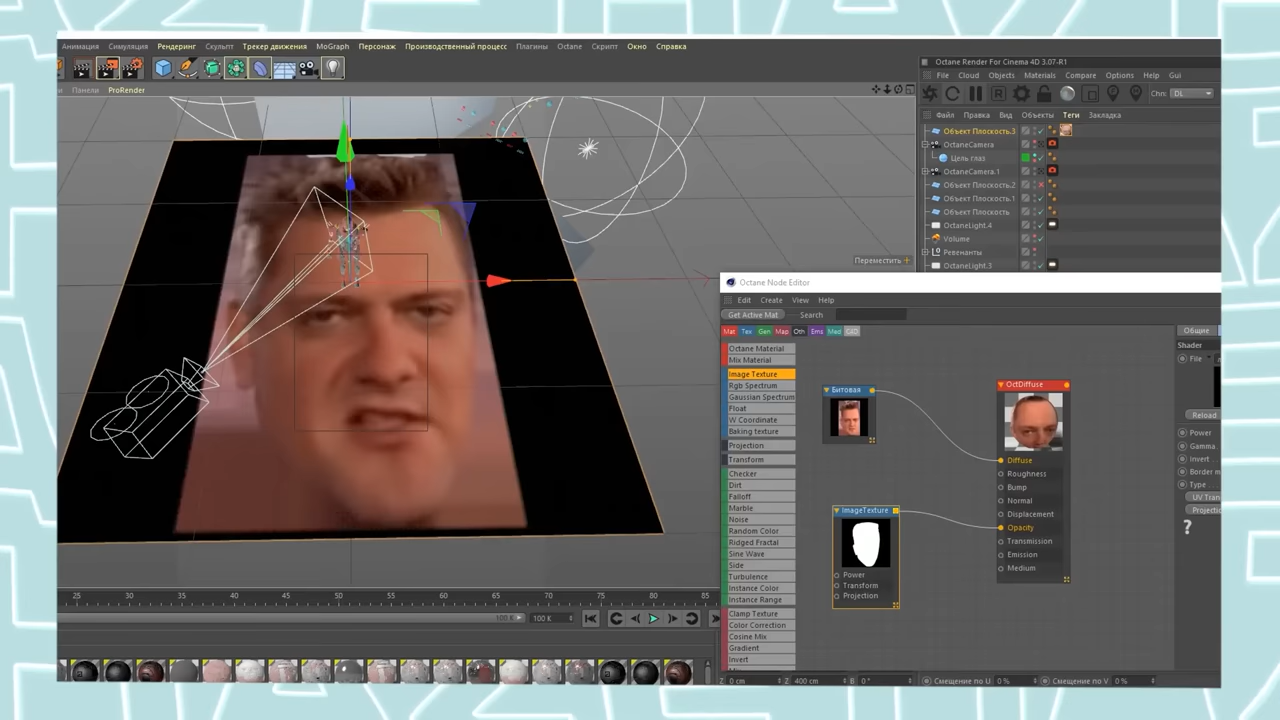 Анимация Симуляция Рендеринг Скульпт Трекер движения MoGraph Персонаж Производственный процесс Плагины Octane Скрипт Окно Справка
Панели ProRender
Octane Render For Cinema 4D 3.07-R1
File Cloud Objects Materials Compare Options Help Gui
Chn: DL
Файл Правка Вид Объекты Теги Закладка
Объект Плоскость.3
OctaneCamera
Цель глаз
OctaneCamera.1
Объект Плоскость.2
Объект Плоскость.1
Объект Плоскость
OctaneLight.4
Volume
Ревенанты
OctaneLight.3
Переместить +
Octane Node Editor
Edit Create View Help
Get Active Mat Search
Mat Tex Gen Map Oth Ems Med C4D
Octane Material
Mix Material
Image Texture
Rgb Spectrum
Gaussian Spectrum
Float
W Coordinate
Baking texture
Projection
Transform
Checker
Dirt
Falloff
Marble
Noise
Random Color
Ridged Fractal
Sine Wave
Side
Turbulence
Instance Color
Instance Range
Clamp Texture
Color Correction
Cosine Mix
Gradient
Invert
Битовая
ImageTexture
Power
Transform
Projection
OctDiffuse
Diffuse
Roughness
Bump
Normal
Displacement
Opacity
Transmission
Emission
Medium
Общие
Shader
File
Reload
Power
Gamma.
Invert
Border m
Type
UV Tran
Projectio
?
25 30 35 40 45 50 55 60 65 70 75 80 85
100 K 100 K
Z 0 cm Z 400 cm B 0 ° Смещение по U 0 % Смещение по V 0 %